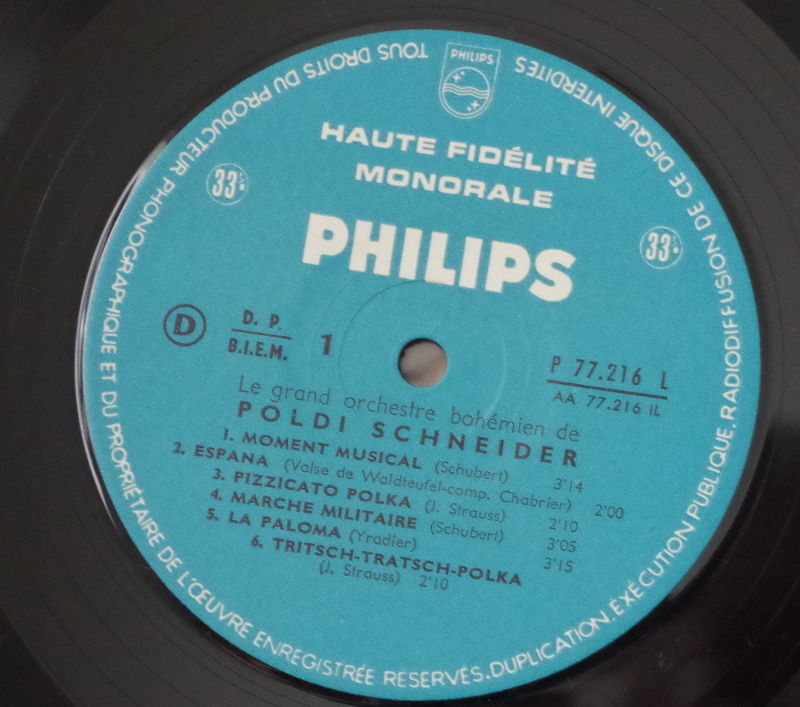 TOUS DROITS DU PRODUCTEUR PHONOGRAPHIQUE ET DU PROPRIÉTAIRE DE L'ŒUVRE ENREGISTRÉE RESERVÉS. DUPLICATION, EXÉCUTION PUBLIQUE, RADIODIFFUSION DE CE DISQUE INTERDITES
PHILIPS
HAUTE FIDÉLITÉ
MONORALE
33⅓
33⅓
PHILIPS
D
D. P.
B.I.E.M.
1
P 77.216 L
AA 77.216 1L
Le grand orchestre bohémien de
POLDI SCHNEIDER
1. MOMENT MUSICAL (Schubert) 3'14
2. ESPANA (Valse de Waldteufel-comp. Chabrier) 2'00
3. PIZZICATO POLKA (J. Strauss) 2'10
4. MARCHE MILITAIRE (Schubert) 3'05
5. LA PALOMA (Yradier) 3'15
6. TRITSCH-TRATSCH-POLKA
(J. Strauss) 2'10